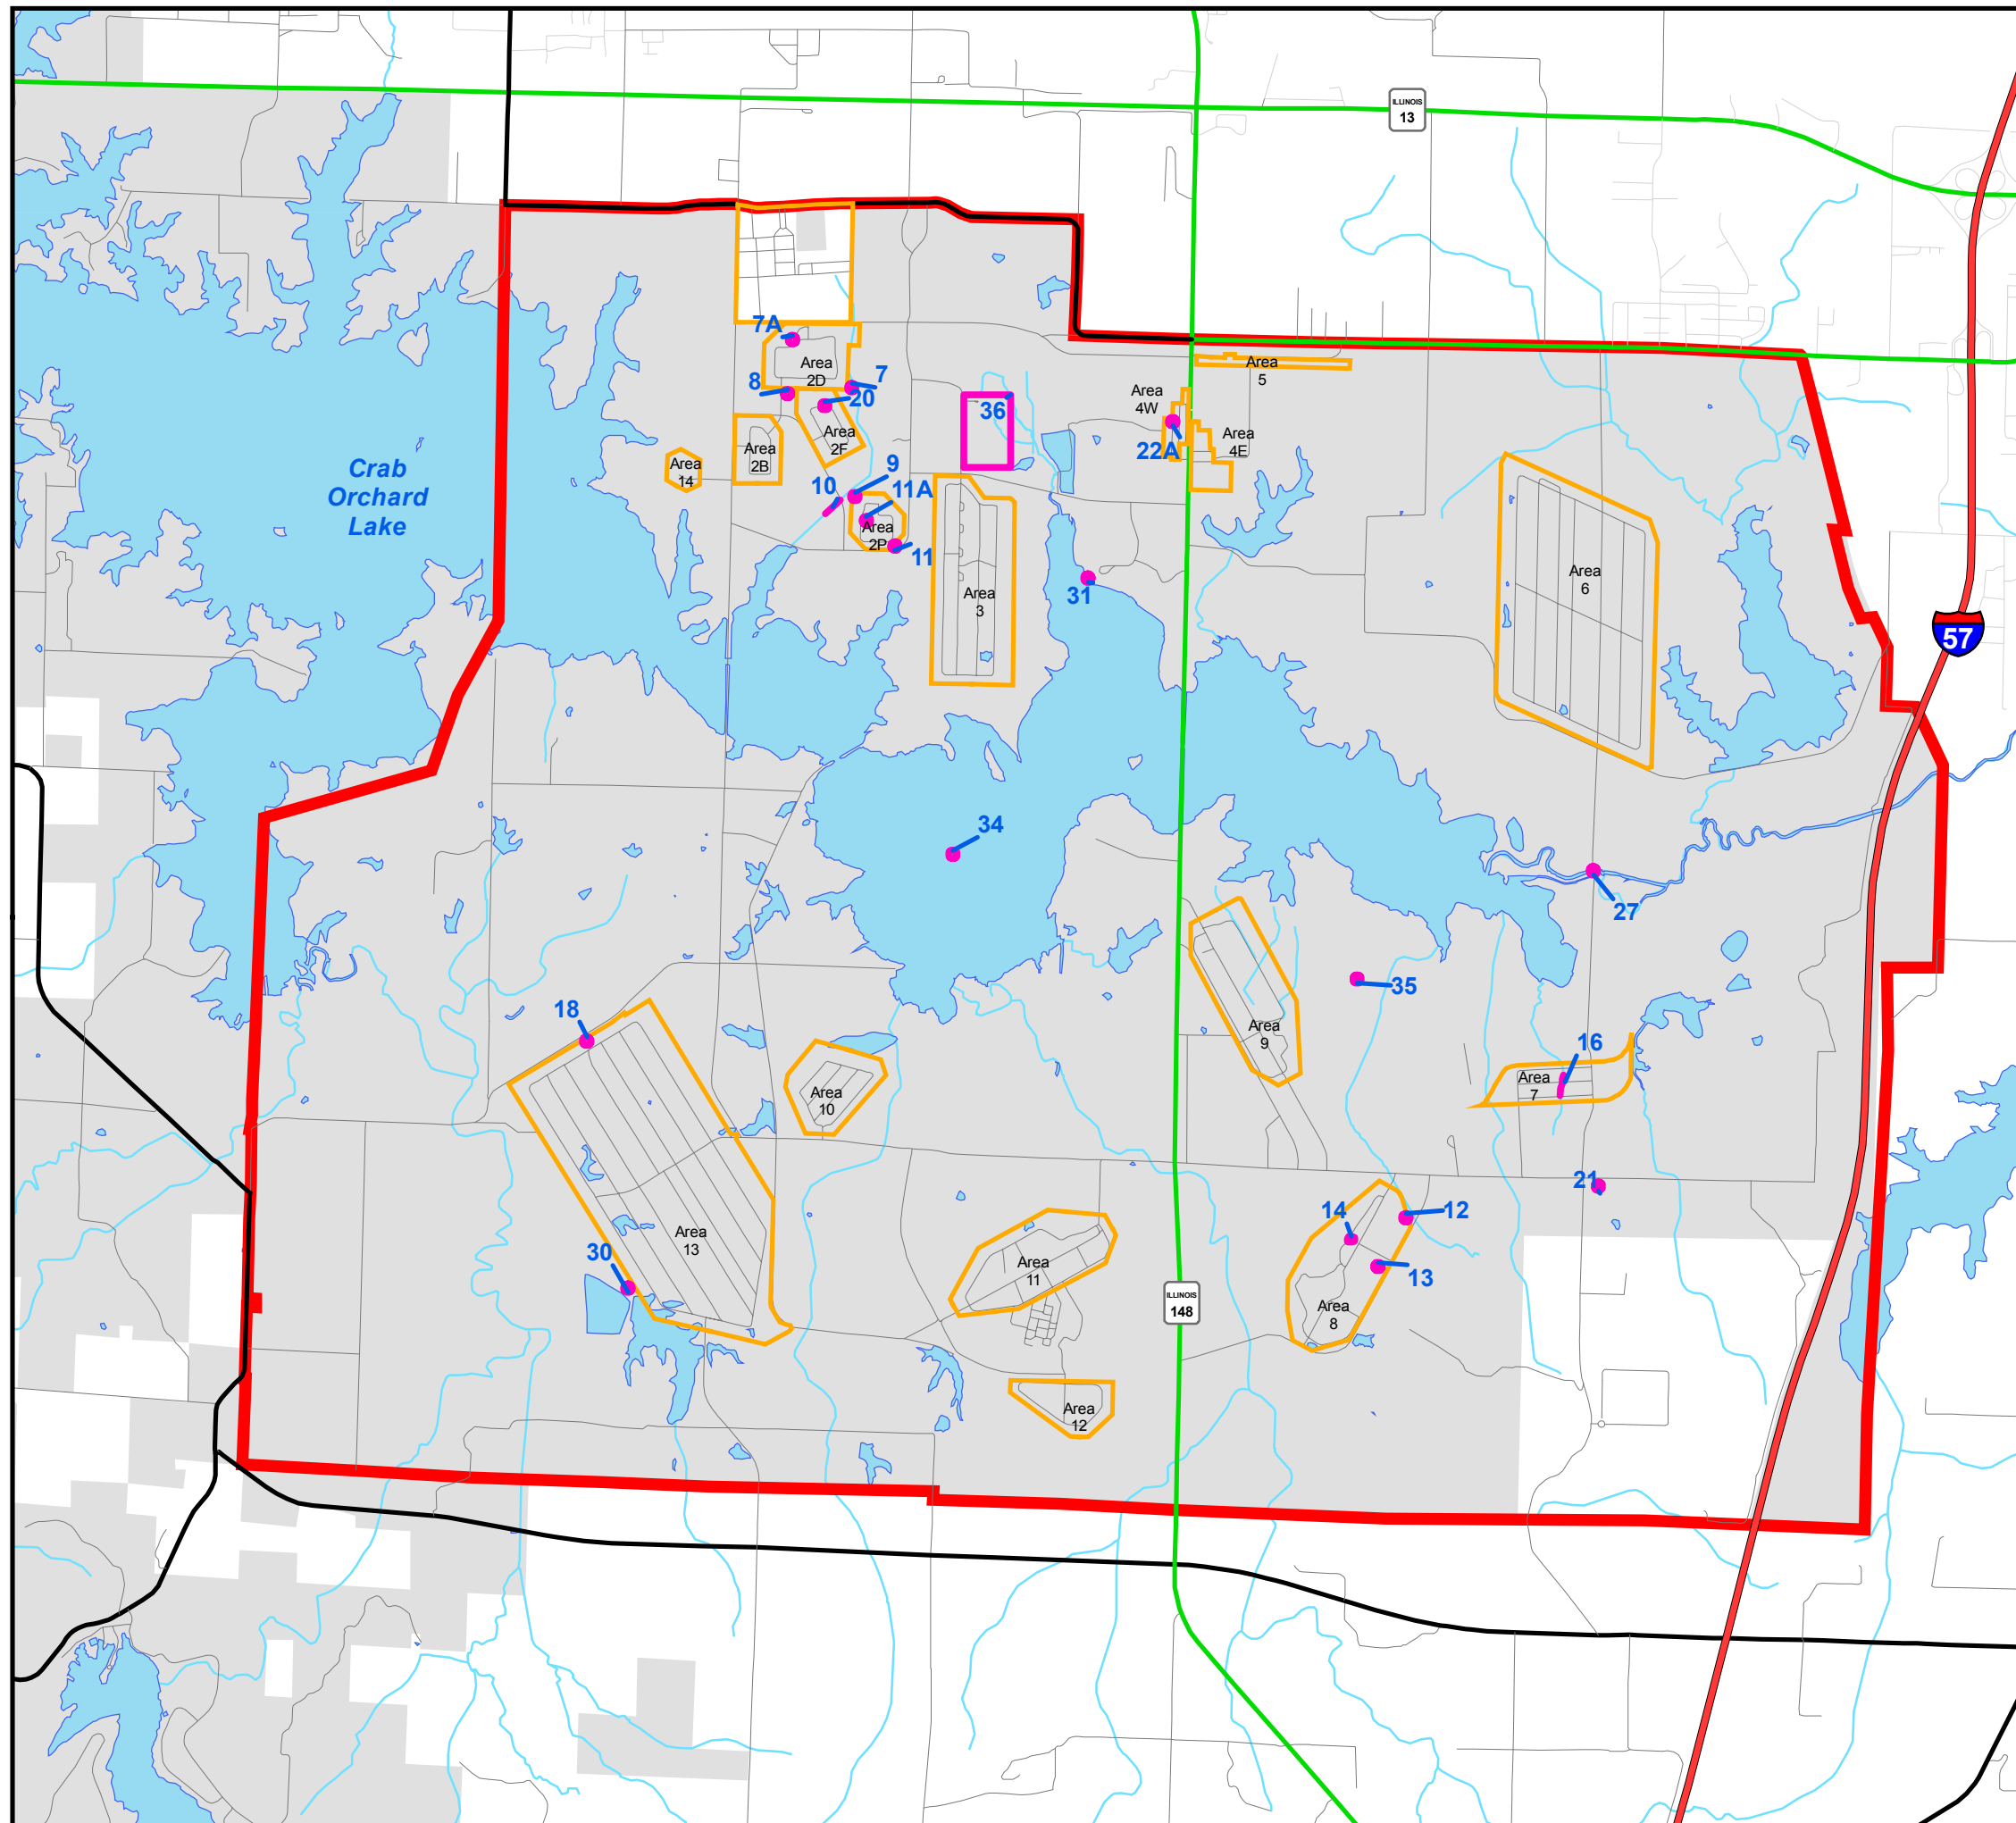 ILLINOIS
13
7A
Area
2D
7
8
20
Area
2F
Area
2B
Area
14
36
Area
4W
22A
Area
5
Area
4E
Crab
Orchard
Lake
9
10
11A
Area
2P
11
Area
3
31
Area
6
57
34
27
35
18
Area
9
16
Area
7
Area
10
21
14
12
13
Area
13
30
Area
11
ILLINOIS
148
Area
8
Area
12